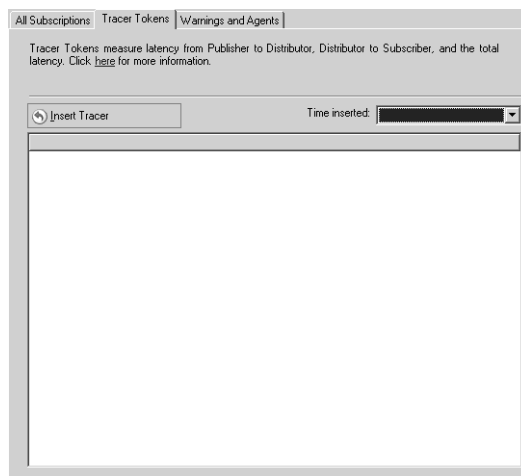 All Subscriptions Tracer Tokens Warnings and Agents
Tracer Tokens measure latency from Publisher to Distributor, Distributor to Subscriber, and the total
latency. Click here for more information.
Insert Tracer Time inserted: